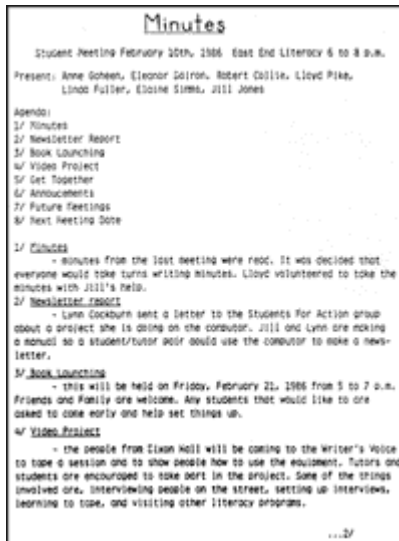 Minutes
Student Meeting February 10th, 1986 East End Literacy 6 to 8 p.m.
Present: Anne Goheen, Eleanor Robert Collie, Lloyd Pike,
Linda Fuller, Elaine Simms, Jill Jones
Agenda:
1/ Minutes
2/ Newsletter Report
3/ Book Launching
4/ Video Project
5/ Get Together
6/ Annoucements
7/ Future Meetings
8/ Next Meeting Date
1/ Minutes
- minutes from the last meeting were read. It was decided that
everyone would take turns writing minutes. Lloyd volunteered to take the
minutes with Jill's help.
2/ Newsletter report
- Lynn Cockburn sent a letter to the Students For Action group
about a project she is doing on the computor. Jill and Lynn are making
a manual so a student/tutor pair could use the computor to make a news-
letter.
3/ Book Launching
- this will be held on Friday, February 21, 1986 from 5 to 7 p.m.
Friends and Family are welcome. Any students that would like to are
asked to come early and help set things up.
4/ Video Project
- the people from Dixon Hall will be coming to the Writer's Voice
to tape a session and to show people how to use the equipment. Tutors and
students are encouraged to take part in the project. Some of the things
involved are, interviewing people on the street, setting up interviews,
learning to tape, and visiting other literacy programs.
...2/